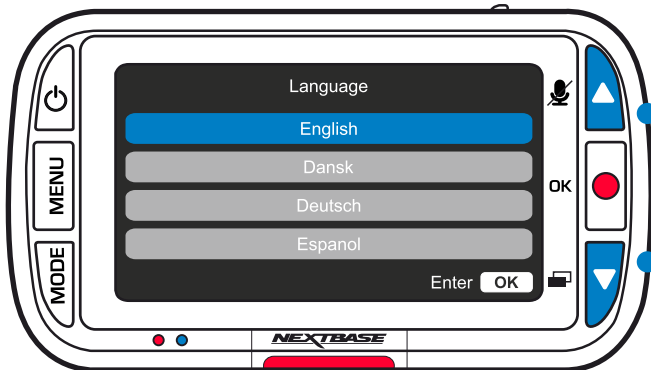 Language
English
Dansk
Deutsch
Espanol
Enter OK
MENU
MODE
OK
NEXTBASE